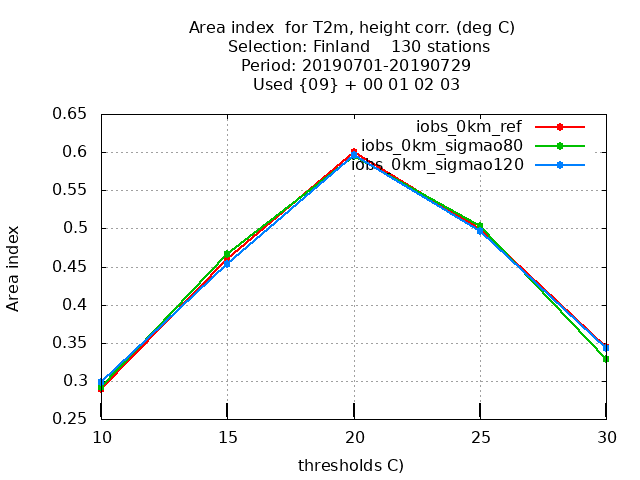 Area index  for T2m, height corr. (deg C)
Selection: Finland    130 stations
Period: 20190701-20190729
Used {09} + 00 01 02 03
0.65
0.6
0.55
0.5
0.45
0.4
0.35
0.3
0.25
Area index
iobs_0km_ref
iobs_0km_sigmao80
iobs_0km_sigmao120
10 15 20 25 30
thresholds C)